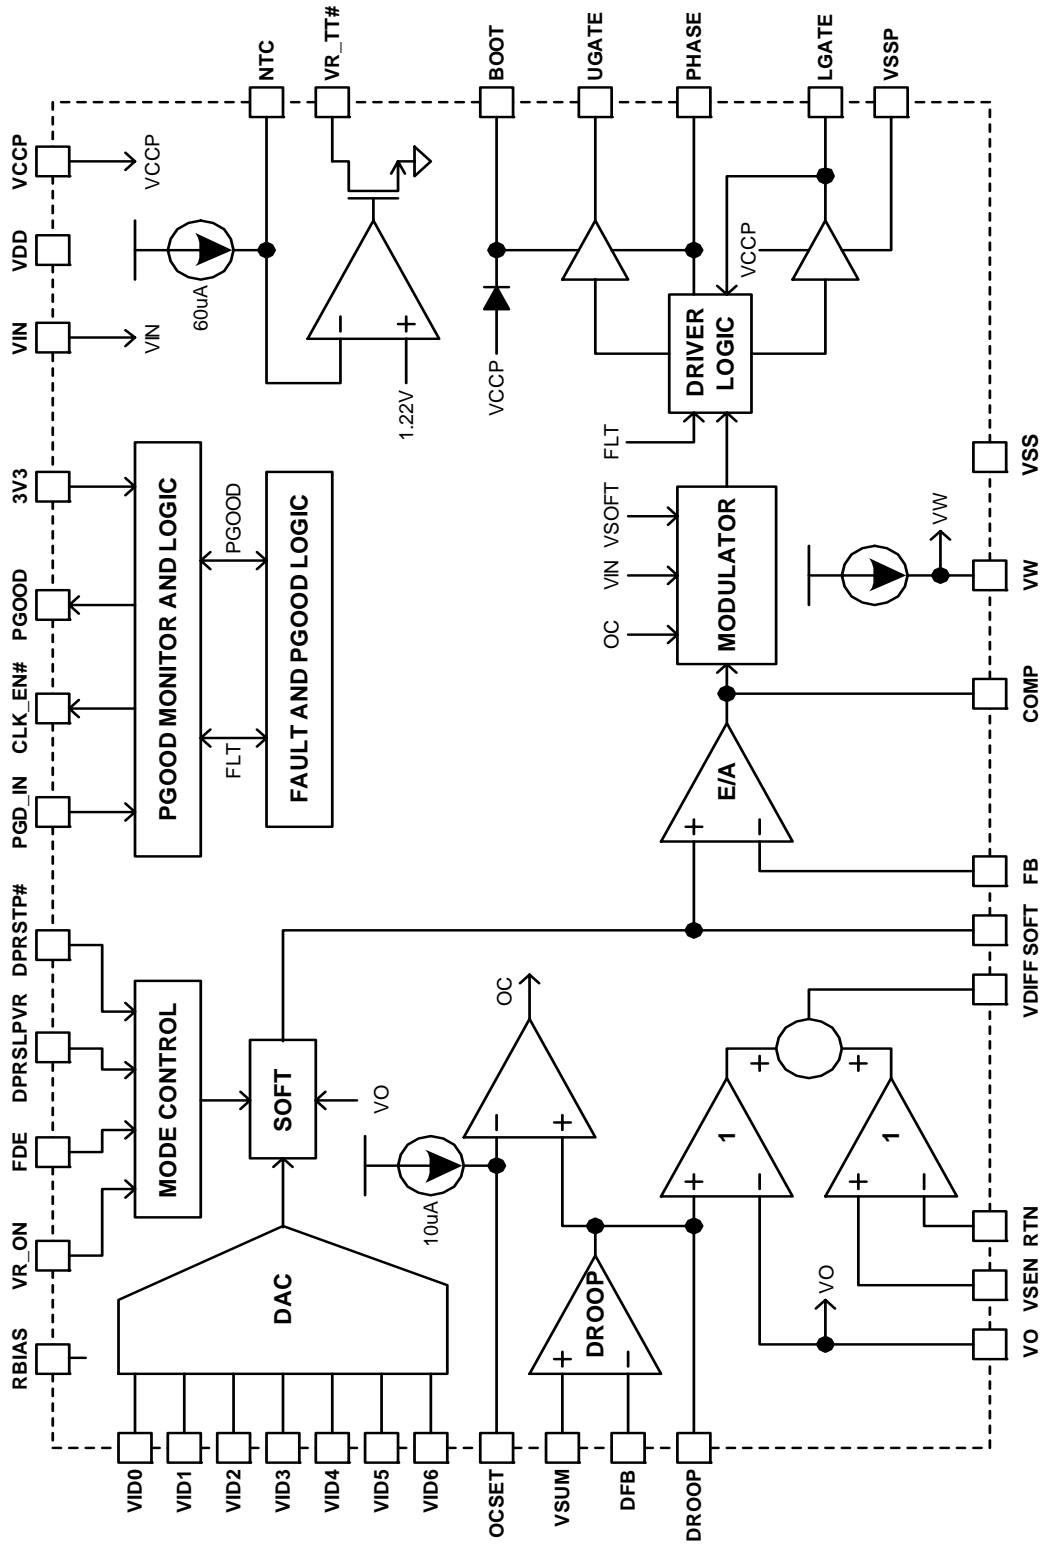 RBIAS
VR_ON
FDE
DPRSLPVR
DPRSTP#
PGD_IN
CLK_EN#
PGOOD
3V3
VIN
VDD
VCCP
VIN
VCCP
MODE CONTROL
PGOOD MONITOR AND LOGIC
FLT
PGOOD
FAULT AND PGOOD LOGIC
60uA
NTC
VR_TT#
1.22V
-
+
VID0
VID1
VID2
VID3
VID4
VID5
VID6
DAC
SOFT
VO
10uA
OC
-
+
OCSET
VSUM
DFB
DROOP
DROOP
+
-
VCCP
BOOT
UGATE
PHASE
LGATE
VSSP
VCCP
DRIVER
LOGIC
FLT
OC
VIN
VSOFT
MODULATOR
E/A
+
-
1
+
-
+
1
+
-
+
VO
VW
VO
VSEN
RTN
VDIFF
SOFT
FB
COMP
VW
VSS